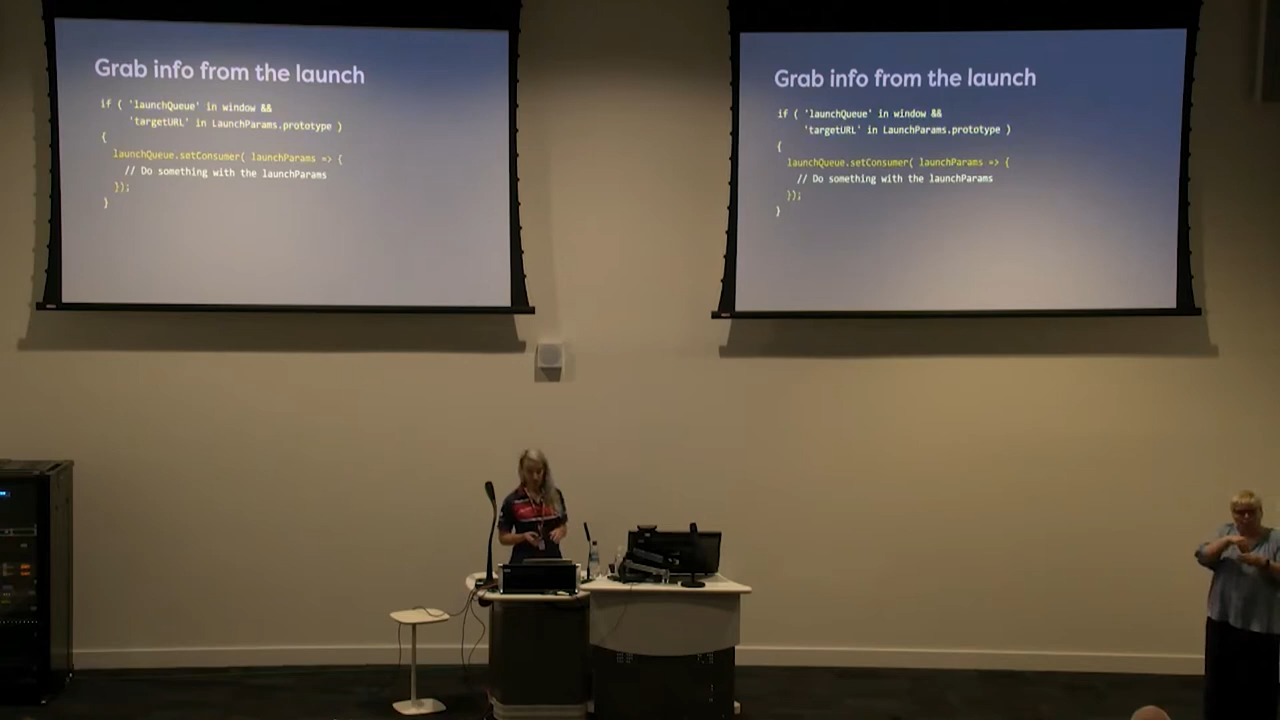 Grab info from the launch
if ( 'launchQueue' in window &&
'targetURL' in LaunchParams.prototype )
{
launchQueue.setConsumer( launchParams => {
// Do something with the launchParams
});
}
Grab info from the launch
if ( 'launchQueue' in window &&
'targetURL' in LaunchParams.prototype )
{
launchQueue.setConsumer( launchParams => {
// Do something with the launchParams
});
}